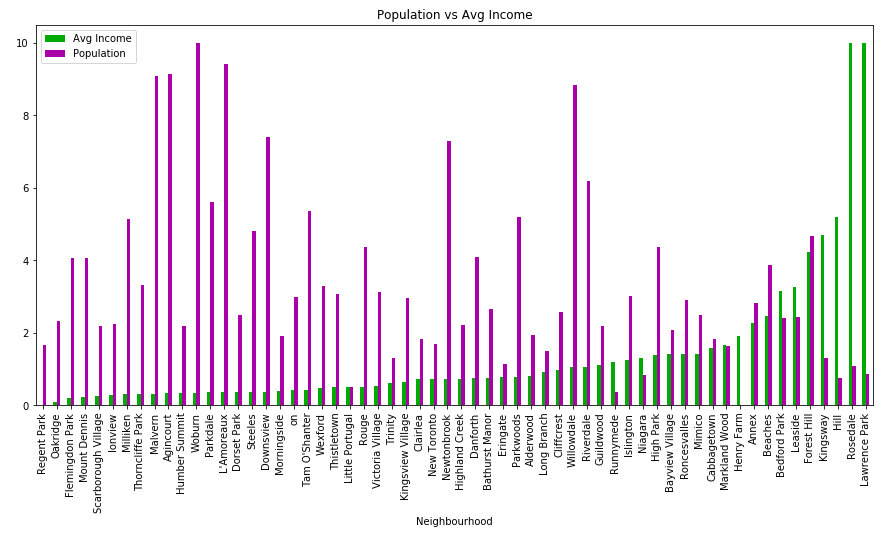 Population vs Avg Income
Avg Income
Population
10
8
6
4
2
0
Regent Park
Oakridge
Flemingdon Park
Mount Dennis
Scarborough Village
Ionview
Milliken
Thorncliffe Park
Malvern
Agincourt
Humber Summit
Woburn
Parkdale
L'Amoreaux
Dorset Park
Steeles
Downsview
Morningside
on
Tam O'Shanter
Wexford
Thistletown
Little Portugal
Rouge
Victoria Village
Trinity
Kingsview Village
Clairlea
New Toronto
Newtonbrook
Highland Creek
Danforth
Bathurst Manor
Eringate
Parkwoods
Alderwood
Long Branch
Cliffcrest
Willowdale
Riverdale
Guildwood
Runnymede
Islington
Niagara
High Park
Bayview Village
Roncesvalles
Mimico
Cabbagetown
Markland Wood
Henry Farm
Annex
Beaches
Bedford Park
Leaside
Forest Hill
Kingsway
Hill
Rosedale
Lawrence Park
Neighbourhood